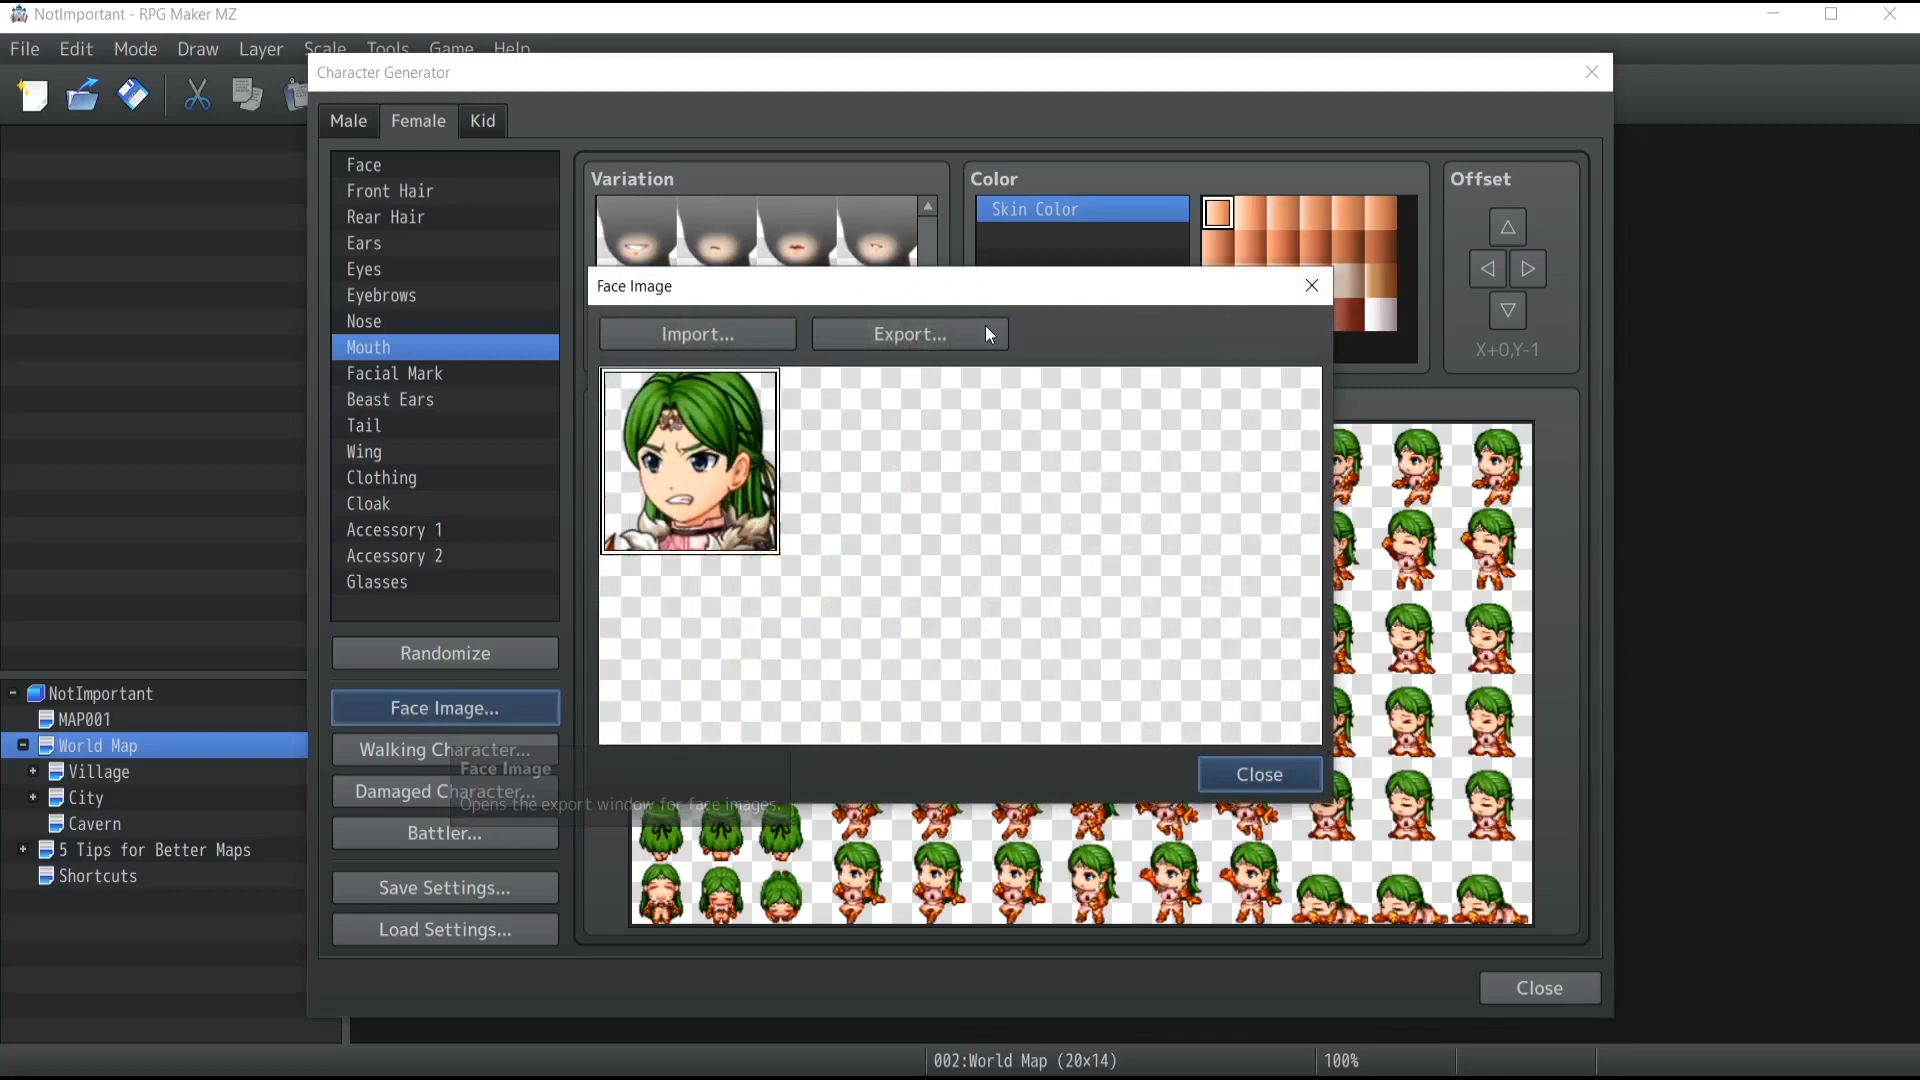 NotImportant - RPG Maker MZ
File Edit Mode Draw Layer Scale Tools Game Help
Character Generator
Male Female Kid
Face
Front Hair
Rear Hair
Ears
Eyes
Eyebrows
Nose
Mouth
Facial Mark
Beast Ears
Tail
Wing
Clothing
Cloak
Accessory 1
Accessory 2
Glasses
Randomize
Face Image...
Walking Character...
Damaged Character...
Battler...
Save Settings...
Load Settings...
Face Image
Opens the export window for face images.
Variation
Color
Skin Color
Offset
X+0,Y-1
Face Image
Import... Export...
Close
Close
NotImportant
MAP001
World Map
Village
City
Cavern
5 Tips for Better Maps
Shortcuts
002:World Map (20×14) 100%